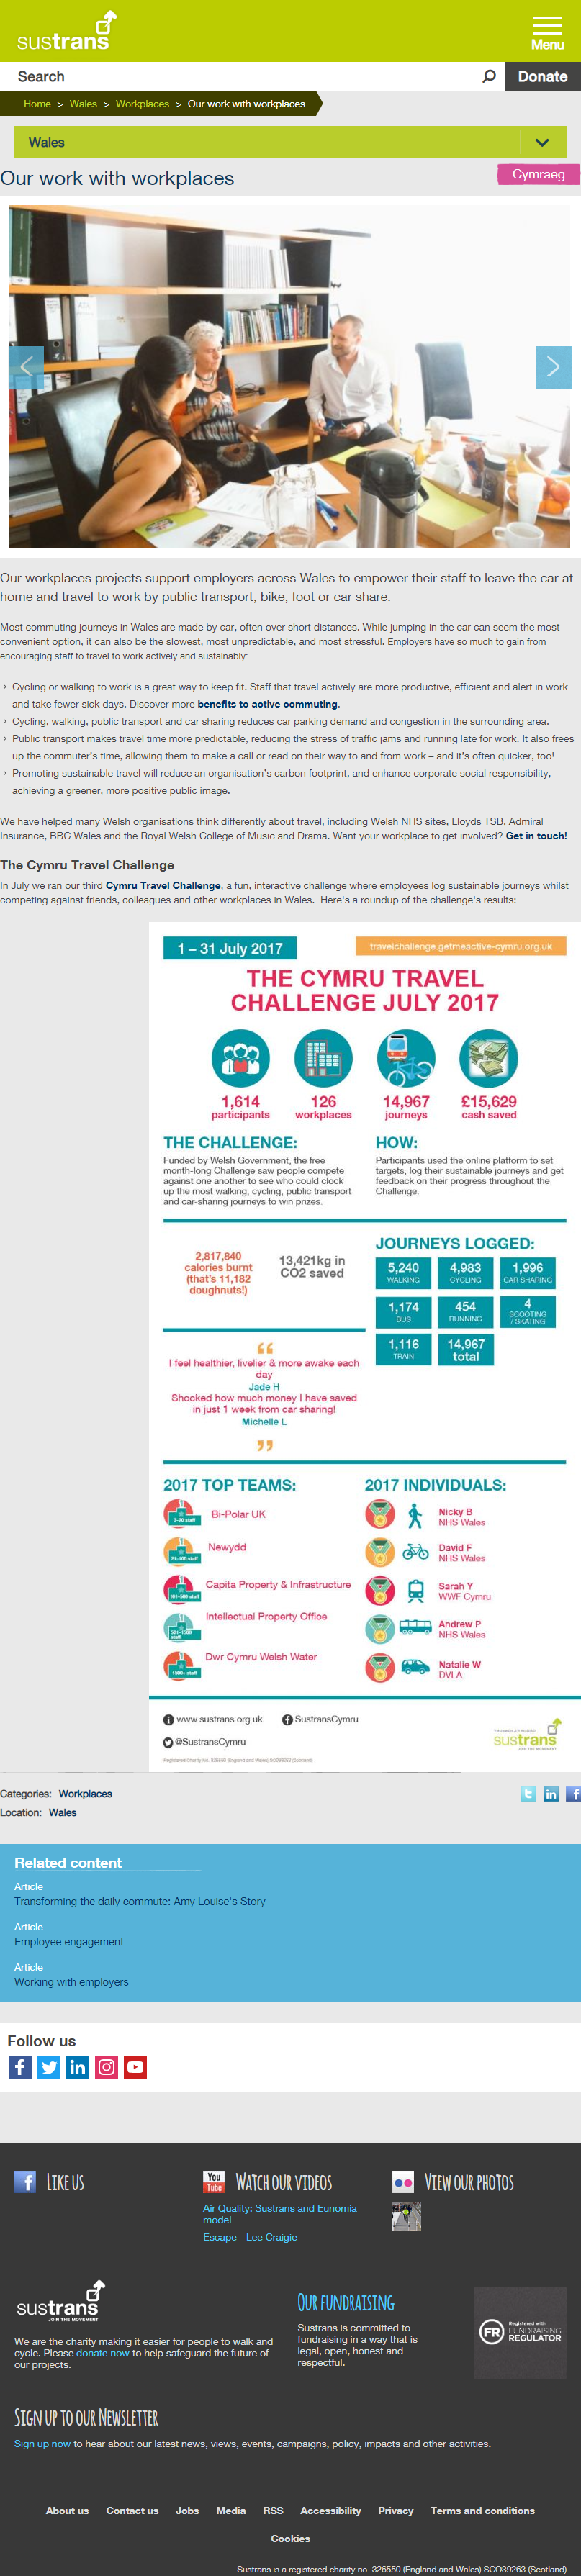 sustrans
Menu
Search
Donate
Home > Wales > Workplaces > Our work with workplaces
Wales
Our work with workplaces
Cymraeg
Our workplaces projects support employers across Wales to empower their staff to leave the car at
home and travel to work by public transport, bike, foot or car share.
Most commuting journeys in Wales are made by car, often over short distances. While jumping in the car can seem the most
convenient option, it can also be the slowest, most unpredictable, and most stressful. Employers have so much to gain from
encouraging staff to travel to work actively and sustainably:
› Cycling or walking to work is a great way to keep fit. Staff that travel actively are more productive, efficient and alert in work
and take fewer sick days. Discover more benefits to active commuting.
› Cycling, walking, public transport and car sharing reduces car parking demand and congestion in the surrounding area.
› Public transport makes travel time more predictable, reducing the stress of traffic jams and running late for work. It also frees
up the commuter's time, allowing them to make a call or read on their way to and from work – and it's often quicker, too!
› Promoting sustainable travel will reduce an organisation's carbon footprint, and enhance corporate social responsibility,
achieving a greener, more positive public image.
We have helped many Welsh organisations think differently about travel, including Welsh NHS sites, Lloyds TSB, Admiral
Insurance, BBC Wales and the Royal Welsh College of Music and Drama. Want your workplace to get involved? Get in touch!
The Cymru Travel Challenge
In July we ran our third Cymru Travel Challenge, a fun, interactive challenge where employees log sustainable journeys whilst
competing against friends, colleagues and other workplaces in Wales. Here's a roundup of the challenge's results:
1 – 31 July 2017
travelchallenge.getmeactive-cymru.org.uk
THE CYMRU TRAVEL
CHALLENGE JULY 2017
1,614 participants
126 workplaces
14,967 journeys
£15,629 cash saved
THE CHALLENGE:
Funded by Welsh Government, the free
month-long Challenge saw people compete
against one another to see who could clock
up the most walking, cycling, public transport
and car-sharing journeys to win prizes.
HOW:
Participants used the online platform to set
targets, log their sustainable journeys and get
feedback on their progress throughout the
Challenge.
2,817,840
calories burnt
(that's 11,182
doughnuts!)
13,421kg in
CO2 saved
JOURNEYS LOGGED:
5,240 WALKING
4,983 CYCLING
1,996 CAR SHARING
1,174 BUS
454 RUNNING
4 SCOOTING / SKATING
1,116 TRAIN
14,967 total
“
I feel healthier, livelier & more awake each
day
Jade H
Shocked how much money I have saved
in just 1 week from car sharing!
Michelle L
”
2017 TOP TEAMS:
3-20 staff Bi-Polar UK
21-100 staff Newydd
101-500 staff Capita Property & Infrastructure
501-1500 staff Intellectual Property Office
1500+ staff Dwr Cymru Welsh Water
2017 INDIVIDUALS:
Nicky B
NHS Wales
David F
NHS Wales
Sarah Y
WWF Cymru
Andrew P
NHS Wales
Natalie W
DVLA
www.sustrans.org.uk
SustransCymru
@SustransCymru
sustrans
JOIN THE MOVEMENT
Categories: Workplaces
Location: Wales
Related content
Article
Transforming the daily commute: Amy Louise's Story
Article
Employee engagement
Article
Working with employers
Follow us
LIKE US
You Tube
WATCH OUR VIDEOS
Air Quality: Sustrans and Eunomia
model
Escape - Lee Craigie
VIEW OUR PHOTOS
sustrans
JOIN THE MOVEMENT
We are the charity making it easier for people to walk and
cycle. Please donate now to help safeguard the future of
our projects.
OUR FUNDRAISING
Sustrans is committed to
fundraising in a way that is
legal, open, honest and
respectful.
FR
Registered with
FUNDRAISING
REGULATOR
SIGN UP TO OUR NEWSLETTER
Sign up now to hear about our latest news, views, events, campaigns, policy, impacts and other activities.
About us Contact us Jobs Media RSS Accessibility Privacy Terms and conditions
Cookies
Sustrans is a registered charity no. 326550 (England and Wales) SCO39263 (Scotland)